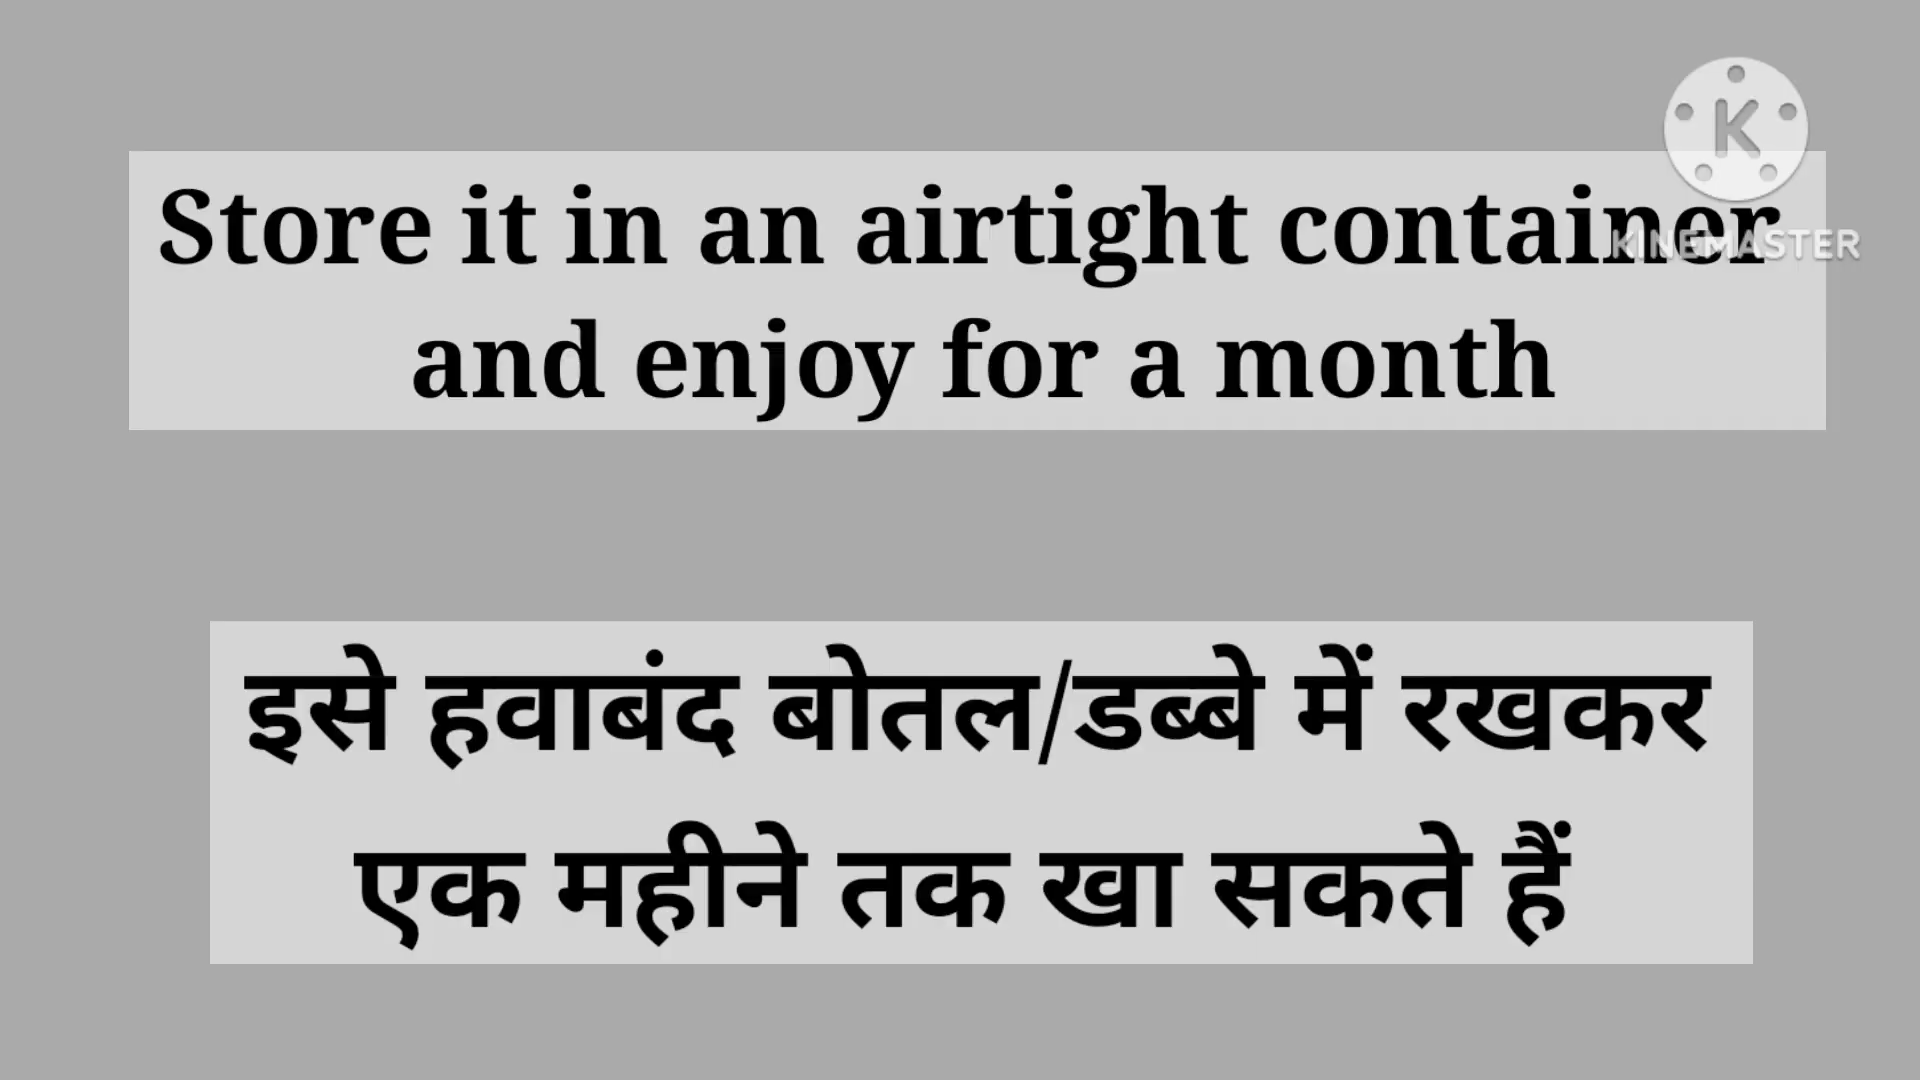 K
Store it in an airtight container
KINEMASTER
and enjoy for a month
इसे हवाबंद बोतल/डब्बे में रखकर
एक महीने तक खा सकते हैं